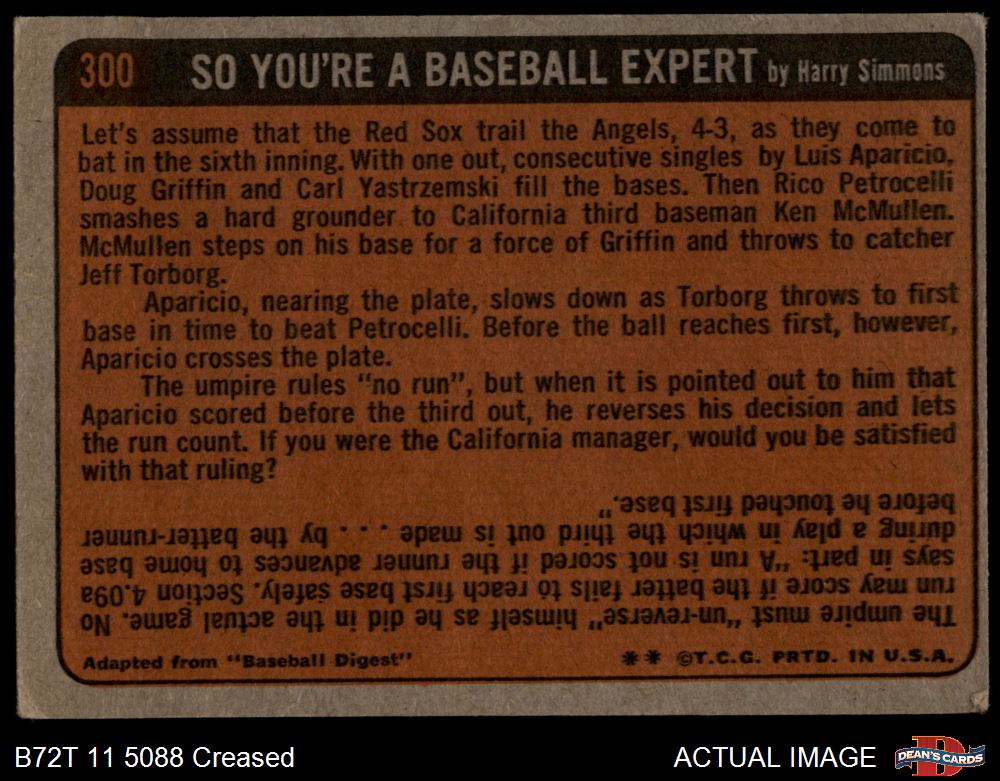 300 SO YOU'RE A BASEBALL EXPERT by Harry Simmons
Let's assume that the Red Sox trail the Angels, 4-3, as they come to
bat in the sixth inning. With one out, consecutive singles by Luis Aparicio,
Doug Griffin and Carl Yastrzemski fill the bases. Then Rico Petrocelli
smashes a hard grounder to California third baseman Ken McMullen.
McMullen steps on his base for a force of Griffin and throws to catcher
Jeff Torborg.
Aparicio, nearing the plate, slows down as Torborg throws to first
base in time to beat Petrocelli. Before the ball reaches first, however,
Aparicio crosses the plate.
The umpire rules "no run", but when it is pointed out to him that
Aparicio scored before the third out, he reverses his decision and lets
the run count. If you were the California manager, would you be satisfied
with that ruling?
The umpire must "un-reverse" himself as he did in the actual game. No
run may score if the batter fails to reach first base safely. Section 4.09a
says in part: "A run is not scored if the runner advances to home base
during a play in which the third out is made . . . by the batter-runner
before he touched first base."
Adapted from "Baseball Digest" ** ©T.C.G. PRTD. IN U.S.A.
B72T 11 5088 Creased ACTUAL IMAGE
D
DEAN'S CARDS